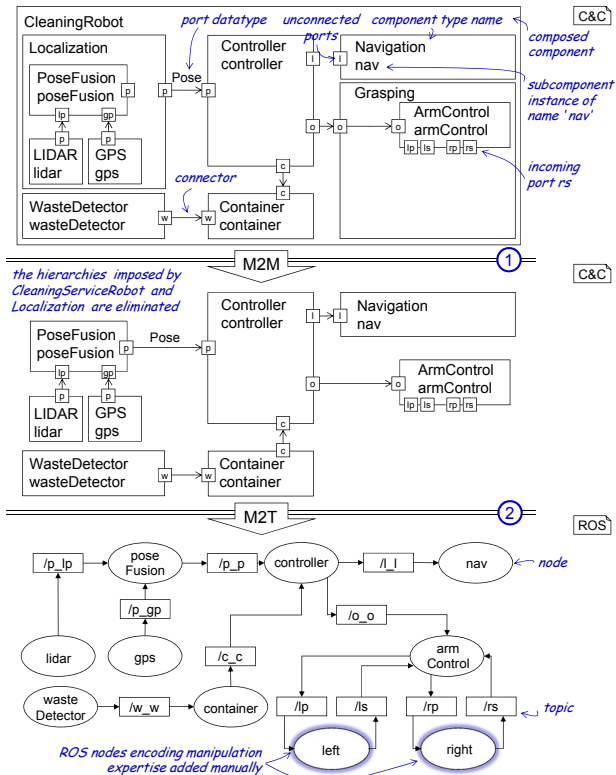 CleaningRobot
port datatype
unconnected
ports
component type name
composed
component
C&C
Localization
PoseFusion
poseFusion
p
lp
gp
p
p
LIDAR
lidar
GPS
gps
p
Pose
p
Controller
controller
l
l
o
o
c
Navigation
nav
subcomponent
instance of
name 'nav'
Grasping
o
ArmControl
armControl
lp
ls
rp
rs
incoming
port rs
connector
WasteDetector
wasteDetector
w
w
c
Container
container
M2M
1
the hierarchies imposed by
CleaningServiceRobot and
Localization are eliminated
C&C
PoseFusion
poseFusion
p
Pose
p
lp
gp
p
p
LIDAR
lidar
GPS
gps
Controller
controller
l
l
o
c
Navigation
nav
o
ArmControl
armControl
lp
ls
rp
rs
WasteDetector
wasteDetector
w
w
c
Container
container
M2T
2
ROS
/p_lp
pose
Fusion
/p_p
controller
/l_l
nav
node
/p_gp
/o_o
lidar
gps
/c_c
arm
Control
waste
Detector
/w_w
container
/lp
/ls
/rp
/rs
topic
ROS nodes encoding manipulation
expertise added manually
left
right